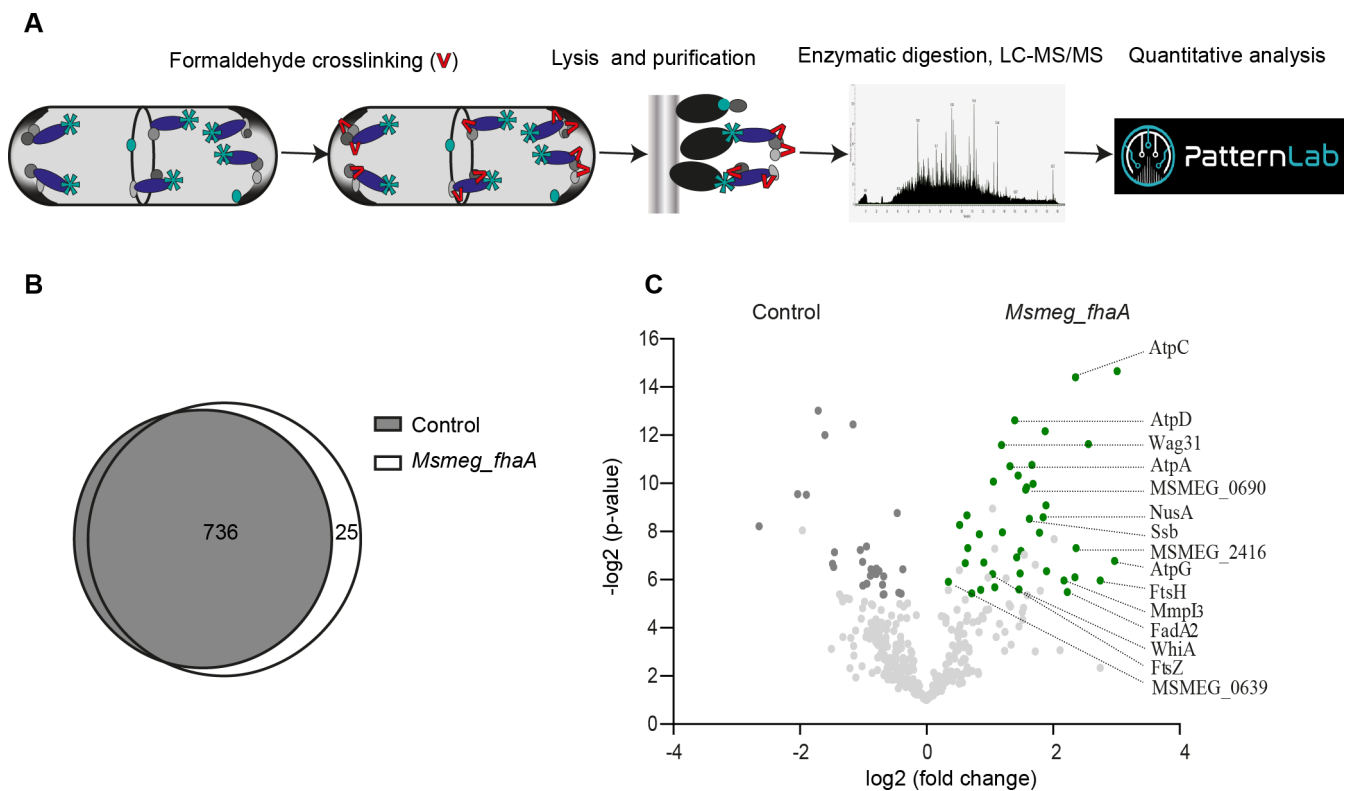 A
Formaldehyde crosslinking (V)
Lysis and purification
Enzymatic digestion, LC-MS/MS
Quantitative analysis
PatternLab
B
Control
Msmeg_fhaA
736
25
C
Control
Msmeg_fhaA
16
14
12
10
8
6
4
2
0
-log2 (p-value)
-4
-2
0
2
4
log2 (fold change)
AtpC
AtpD
Wag31
AtpA
MSMEG_0690
NusA
Ssb
MSMEG_2416
AtpG
FtsH
Mmpl3
FadA2
WhiA
FtsZ
MSMEG_0639